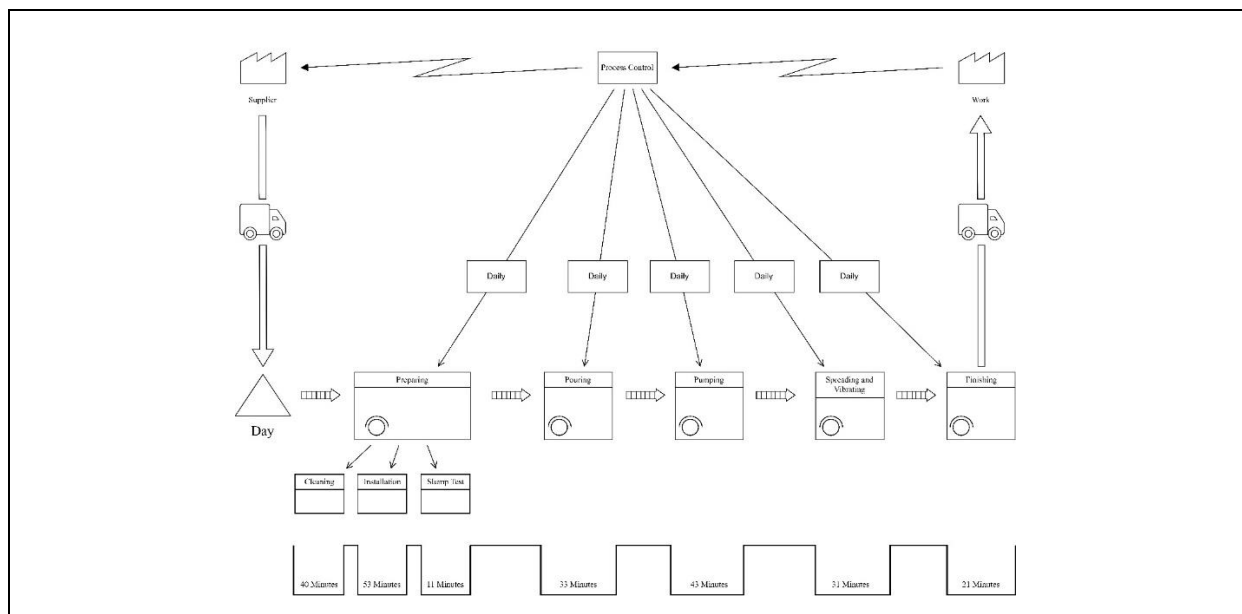 Process Control
Supplier
Work
Daily
Daily
Daily
Daily
Daily
Preparing
Pouring
Pumping
Spreading and
Vibrating
Finishing
Day
Cleaning
Installation
Slump Test
40 Minutes
53 Minutes
11 Minutes
33 Minutes
43 Minutes
31 Minutes
21 Minutes